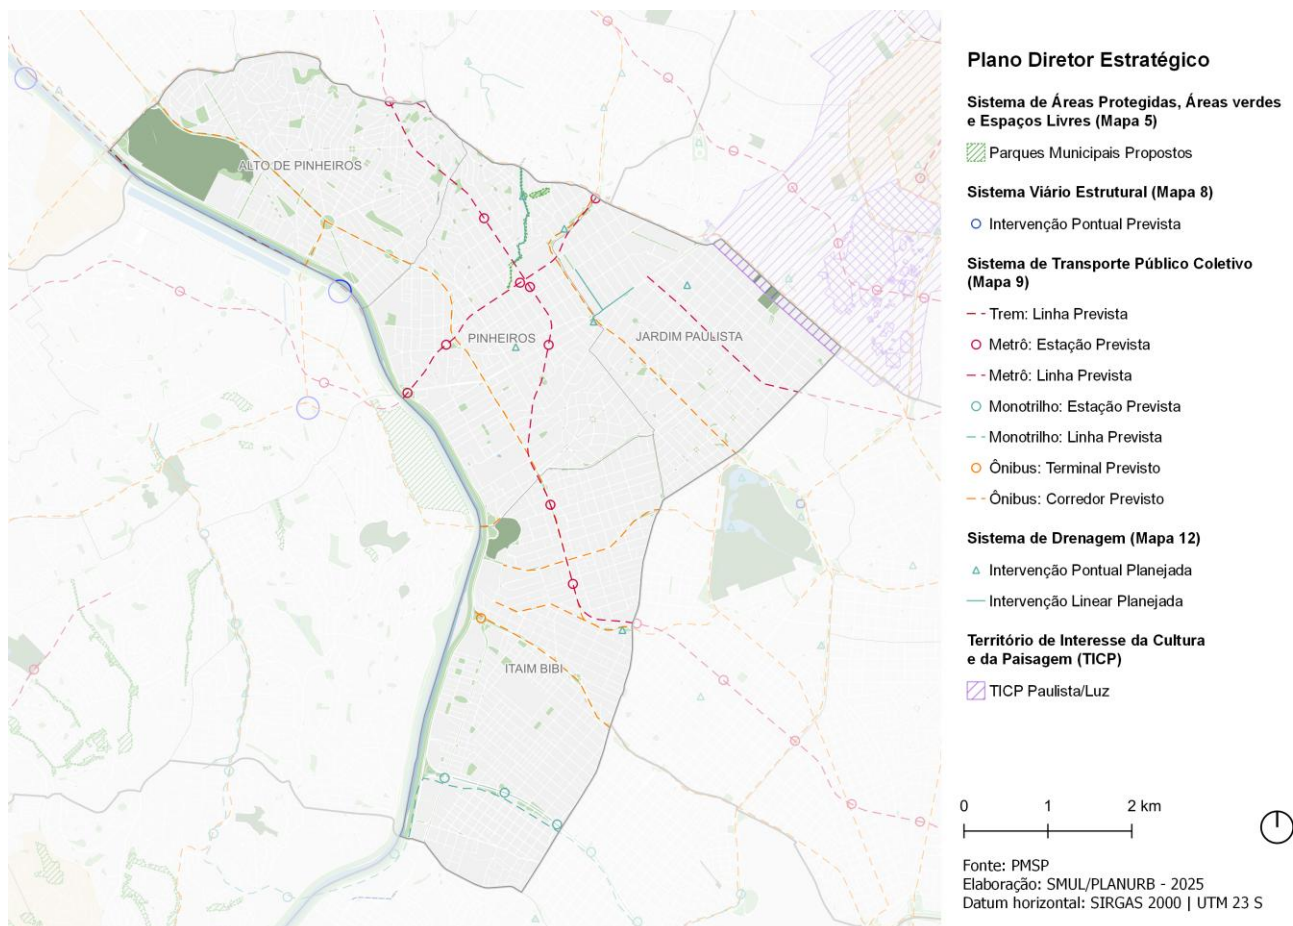 ALTO DE PINHEIROS
PINHEIROS
JARDIM PAULISTA
ITAIM BIBI
Plano Diretor Estratégico
Sistema de Áreas Protegidas, Áreas verdes
e Espaços Livres (Mapa 5)
Parques Municipais Propostos
Sistema Viário Estrutural (Mapa 8)
Intervenção Pontual Prevista
Sistema de Transporte Público Coletivo
(Mapa 9)
Trem: Linha Prevista
Metrô: Estação Prevista
Metrô: Linha Prevista
Monotrilho: Estação Prevista
Monotrilho: Linha Prevista
Ônibus: Terminal Previsto
Ônibus: Corredor Previsto
Sistema de Drenagem (Mapa 12)
Intervenção Pontual Planejada
Intervenção Linear Planejada
Território de Interesse da Cultura
e da Paisagem (TICP)
TICP Paulista/Luz
0 1 2 km
Fonte: PMSP
Elaboração: SMUL/PLANURB - 2025
Datum horizontal: SIRGAS 2000 | UTM 23 S